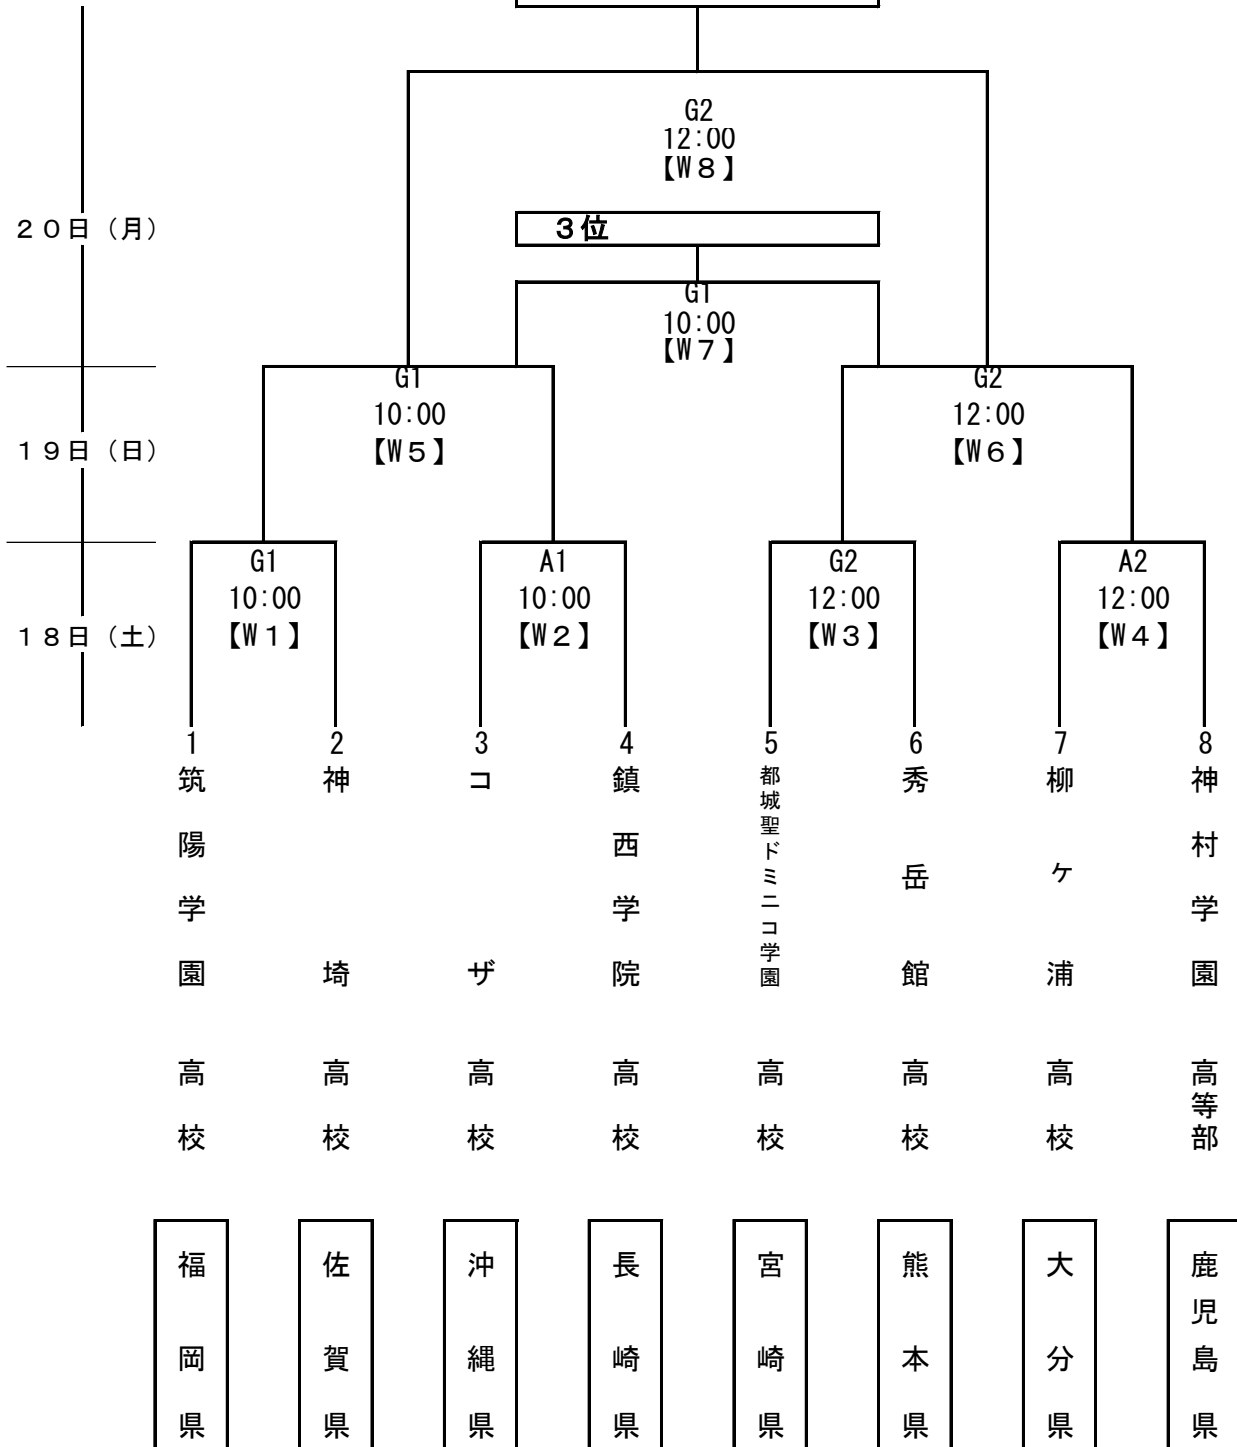 G2
12:00
【W８】
２０日（月）
３位
G1
10:00
【W７】
G1
10:00
【W５】
G2
12:00
【W６】
１９日（日）
G1
10:00
【W１】
A1
10:00
【W２】
G2
12:00
【W３】
A2
12:00
【W４】
１８日（土）
1
筑陽学園高校
福岡県
2
神埼高校
佐賀県
3
コザ高校
沖縄県
4
鎮西学院高校
長崎県
5
都城聖ドミニコ学園高校
宮崎県
6
秀岳館高校
熊本県
7
柳ケ浦高校
大分県
8
神村学園高等部
鹿児島県